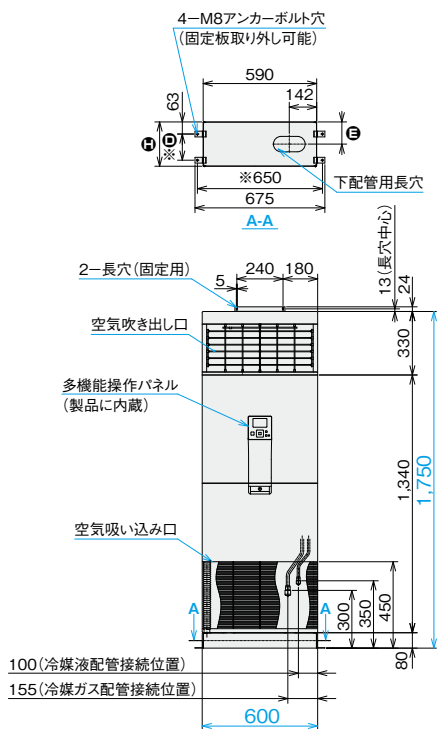 4−M8アンカーボルト穴
(固定板取り外し可能)
590
142
63
Ⓗ
Ⓓ
※
Ⓔ
下配管用長穴
※650
675
A-A
2−長穴(固定用)
240
180
5
13(長穴中心)
24
空気吹き出し口
330
多機能操作パネル
(製品に内蔵)
1,340
1,750
空気吸い込み口
A
A
300
350
450
80
100(冷媒液配管接続位置)
155(冷媒ガス配管接続位置)
600